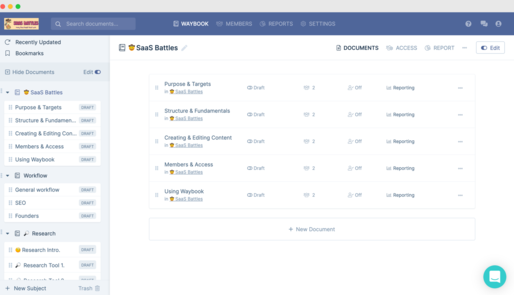 Search documents...
WAYBOOK
MEMBERS
REPORTS
SETTINGS
Recently Updated
Bookmarks
Hide Documents
Edit
SaaS Battles
Purpose & Targets DRAFT
Structure & Fundamen... DRAFT
Creating & Editing Con... DRAFT
Members & Access DRAFT
Using Waybook DRAFT
Workflow
General workflow DRAFT
SEO DRAFT
Founders DRAFT
Research
Research Intro. DRAFT
Research Tool 1. DRAFT
New Subject
Trash
SaaS Battles
DOCUMENTS
ACCESS
REPORT
Edit
Purpose & Targets
in SaaS Battles
Draft 2 Off Reporting
Structure & Fundamentals
in SaaS Battles
Draft 2 Off Reporting
Creating & Editing Content
in SaaS Battles
Draft 2 Off Reporting
Members & Access
in SaaS Battles
Draft 2 Off Reporting
Using Waybook
in SaaS Battles
Draft 2 Off Reporting
+ New Document